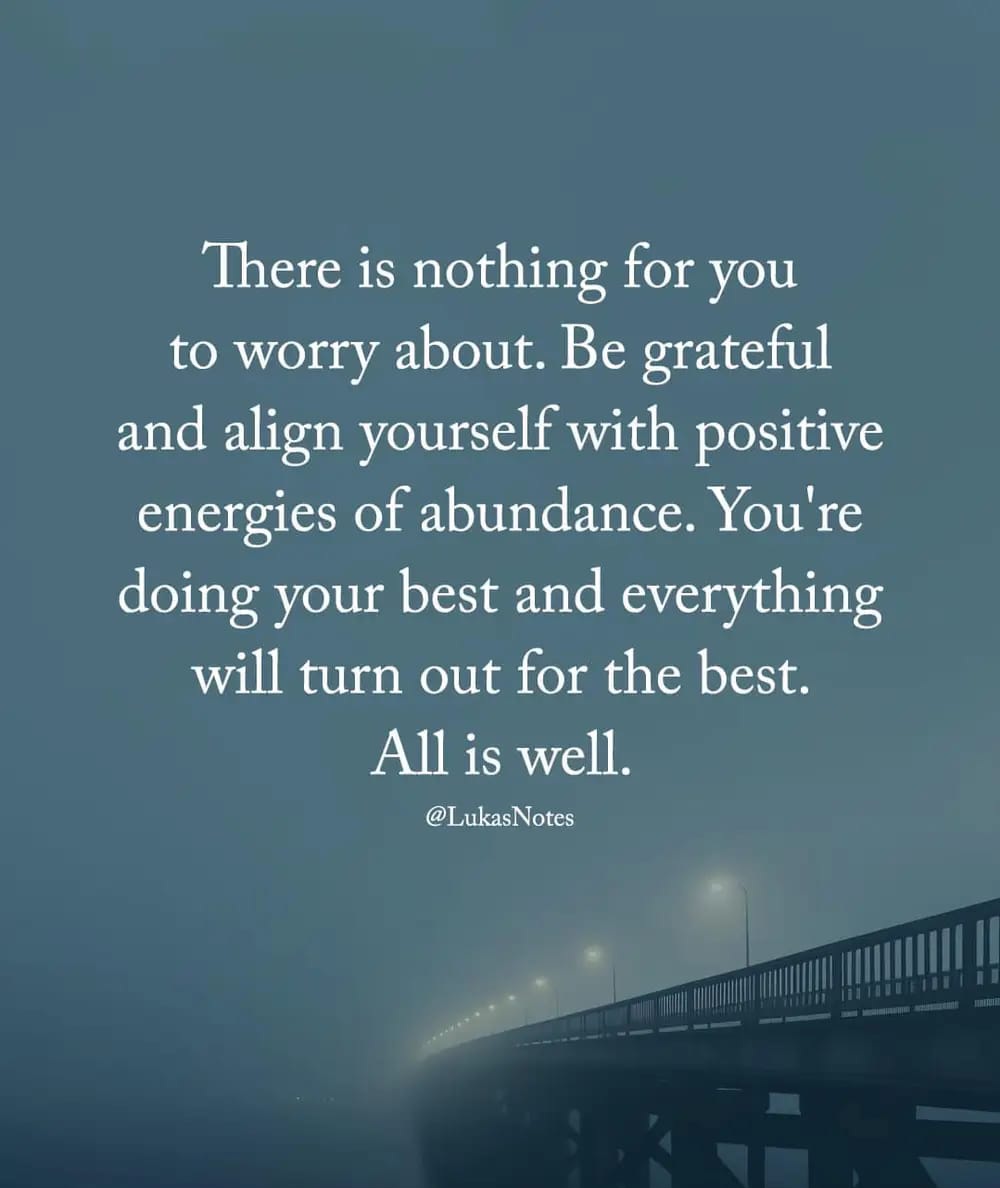 There is nothing for you
to worry about. Be grateful
and align yourself with positive
energies of abundance. You're
doing your best and everything
will turn out for the best.
All is well.
@LukasNotes